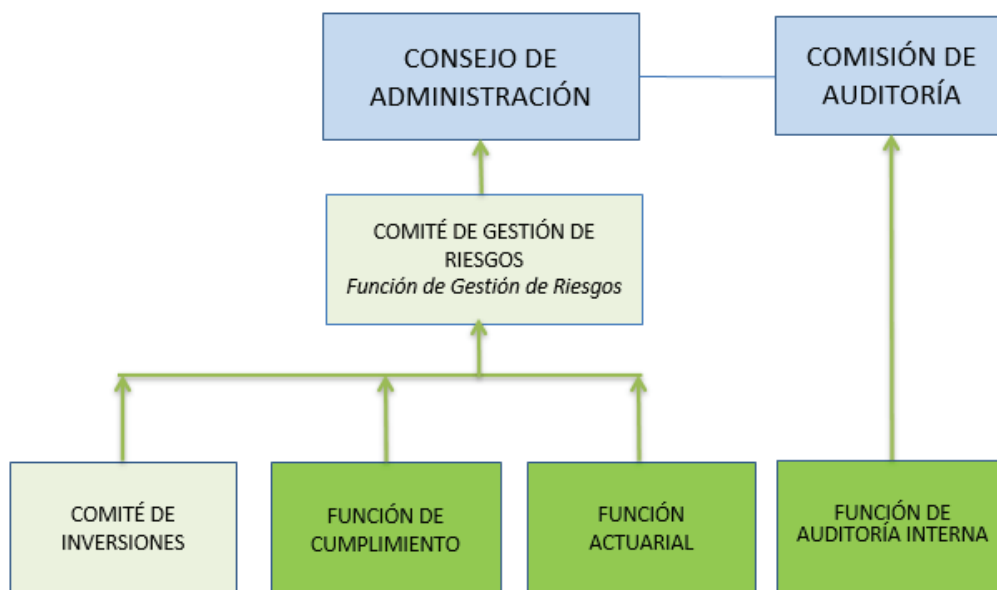 CONSEJO DE
ADMINISTRACIÓN
COMISIÓN DE
AUDITORÍA
COMITÉ DE GESTIÓN DE
RIESGOS
Función de Gestión de Riesgos
COMITÉ DE
INVERSIONES
FUNCIÓN DE
CUMPLIMIENTO
FUNCIÓN
ACTUARIAL
FUNCIÓN DE
AUDITORÍA INTERNA